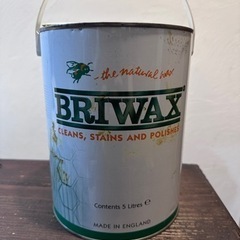 the natural wax
BRIWAX
CLEANS, STAINS AND POLISHES
Contents 5 Litres e
MADE IN ENGLAND